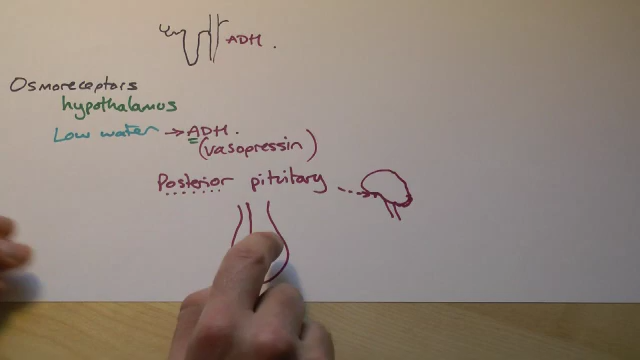 ADH.
Osmoreceptors
hypothalamus
Low water → ADH.
(vasopressin)
Posterior pituitary